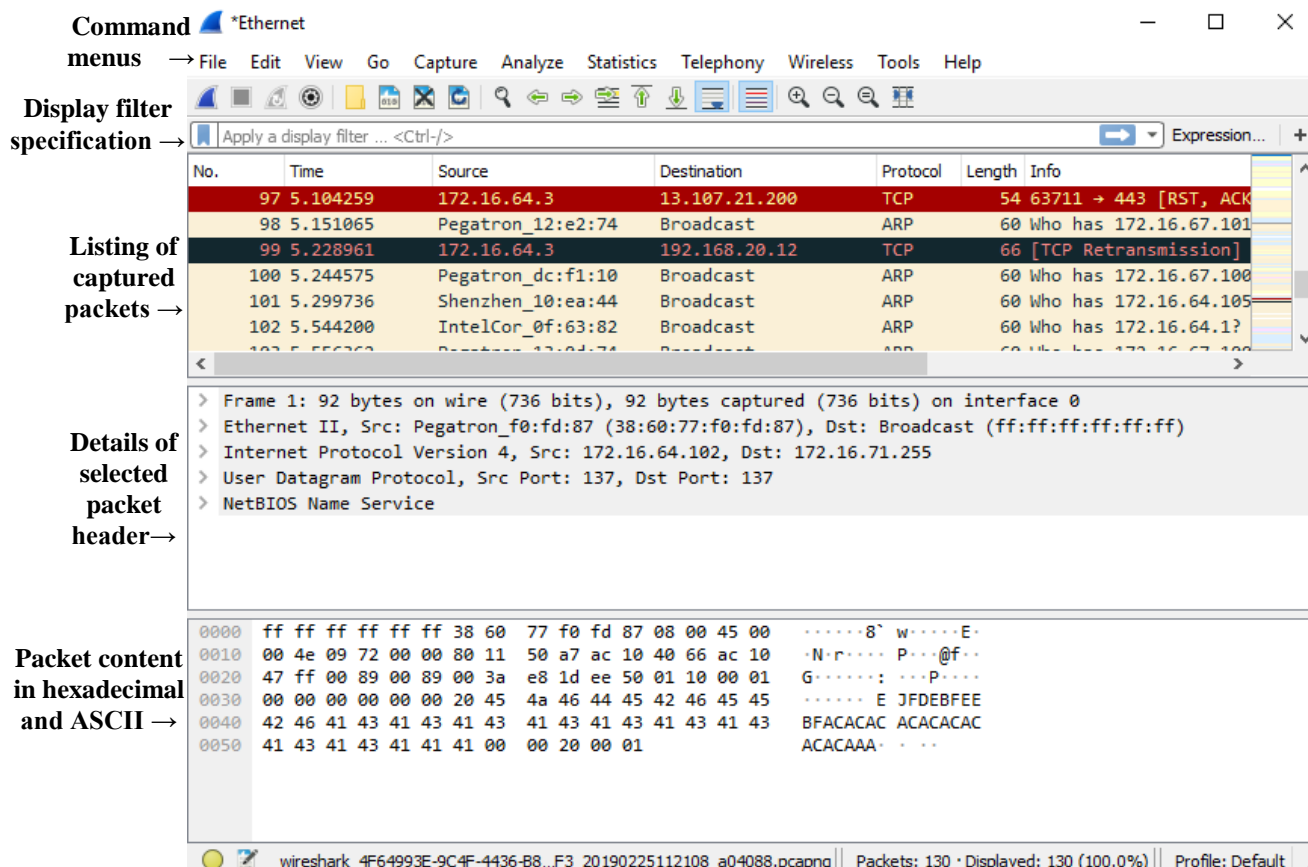 Command menus →
*Ethernet
File Edit View Go Capture Analyze Statistics Telephony Wireless Tools Help
Display filter specification →
Apply a display filter ... <Ctrl-/> Expression... +
No. Time Source Destination Protocol Length Info
Listing of captured packets →
97 5.104259 172.16.64.3 13.107.21.200 TCP 54 63711 → 443 [RST, ACK
98 5.151065 Pegatron_12:e2:74 Broadcast ARP 60 Who has 172.16.67.101
99 5.228961 172.16.64.3 192.168.20.12 TCP 66 [TCP Retransmission]
100 5.244575 Pegatron_dc:f1:10 Broadcast ARP 60 Who has 172.16.67.100
101 5.299736 Shenzhen_10:ea:44 Broadcast ARP 60 Who has 172.16.64.105
102 5.544200 IntelCor_0f:63:82 Broadcast ARP 60 Who has 172.16.64.1?
Details of selected packet header→
> Frame 1: 92 bytes on wire (736 bits), 92 bytes captured (736 bits) on interface 0
> Ethernet II, Src: Pegatron_f0:fd:87 (38:60:77:f0:fd:87), Dst: Broadcast (ff:ff:ff:ff:ff:ff)
> Internet Protocol Version 4, Src: 172.16.64.102, Dst: 172.16.71.255
> User Datagram Protocol, Src Port: 137, Dst Port: 137
> NetBIOS Name Service
Packet content in hexadecimal and ASCII →
0000 ff ff ff ff ff ff 38 60 77 f0 fd 87 08 00 45 00 ······8` w·····E·
0010 00 4e 09 72 00 00 80 11 50 a7 ac 10 40 66 ac 10 ·N·r···· P···@f··
0020 47 ff 00 89 00 89 00 3a e8 1d ee 50 01 10 00 01 G······: ···P····
0030 00 00 00 00 00 00 20 45 4a 46 44 45 42 46 45 45 ······ E JFDEBFEE
0040 42 46 41 43 41 43 41 43 41 43 41 43 41 43 41 43 BFACACAC ACACACAC
0050 41 43 41 43 41 41 41 00 00 20 00 01 ACACAAA· · ··
wireshark_4F64993E-9C4F-4436-B8...F3_20190225112108_a04088.pcapng Packets: 130 · Displayed: 130 (100.0%) Profile: Default